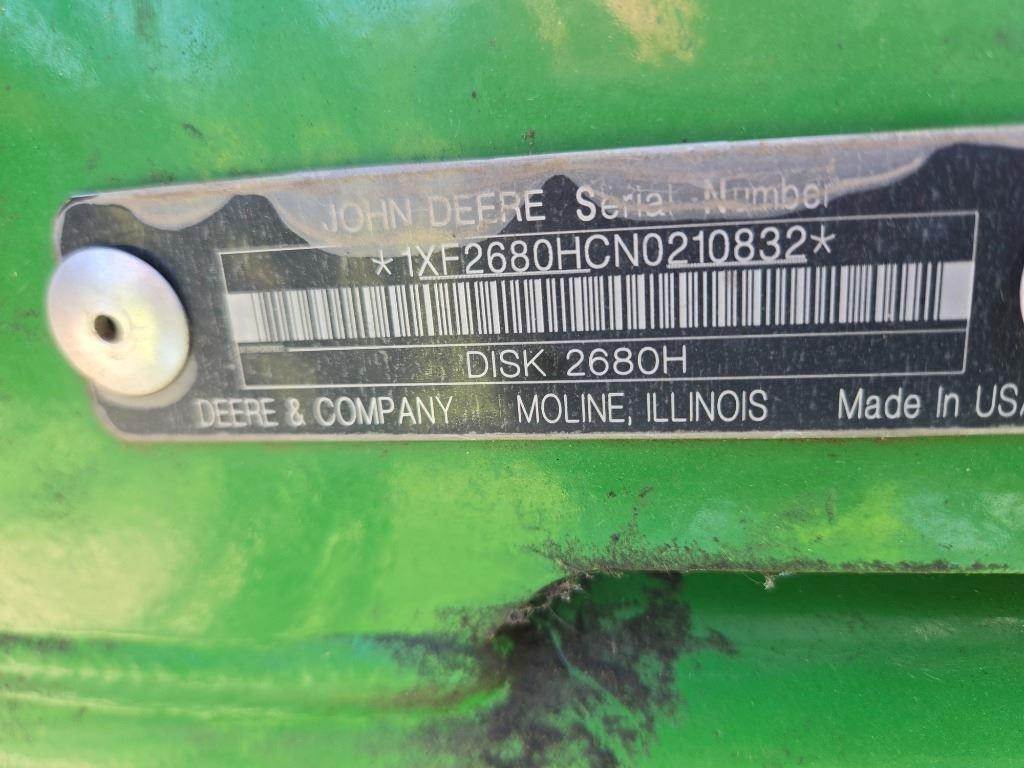 JOHN DEERE Serial Number
*1XF2680HCN0210832*
DISK 2680H
DEERE & COMPANY MOLINE, ILLINOIS Made In USA